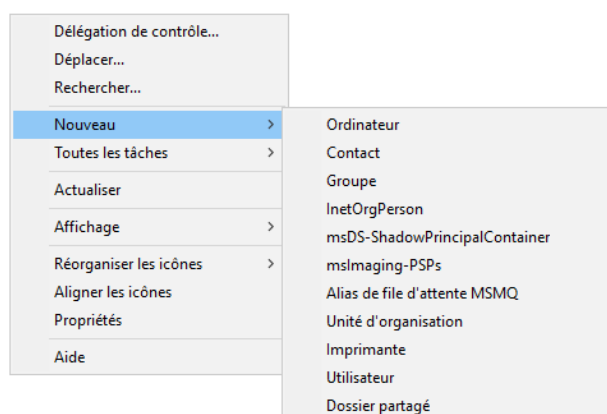 Délégation de contrôle...
Déplacer...
Rechercher...
Nouveau
Toutes les tâches
Actualiser
Affichage
Réorganiser les icônes
Aligner les icônes
Propriétés
Aide
Ordinateur
Contact
Groupe
InetOrgPerson
msDS-ShadowPrincipalContainer
msImaging-PSPs
Alias de file d'attente MSMQ
Unité d'organisation
Imprimante
Utilisateur
Dossier partagé